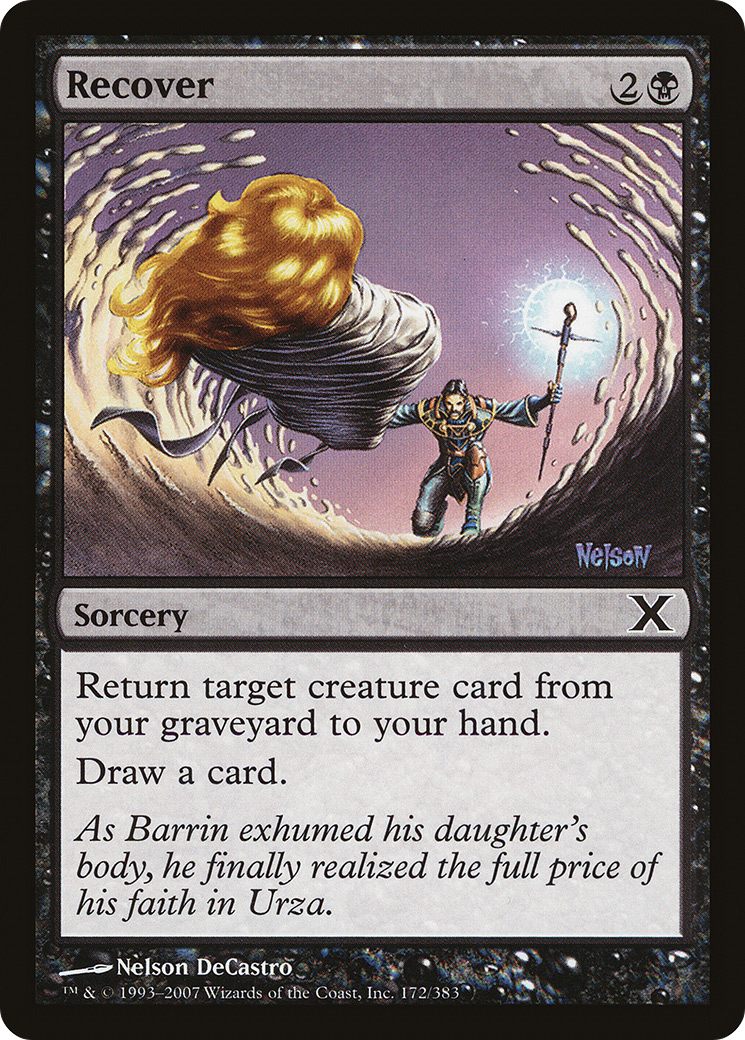 Recover 2
Nelson
Sorcery X
Return target creature card from
your graveyard to your hand.
Draw a card.
As Barrin exhumed his daughter's
body, he finally realized the full price of
his faith in Urza.
Nelson DeCastro
™ & © 1993–2007 Wizards of the Coast, Inc. 172/383